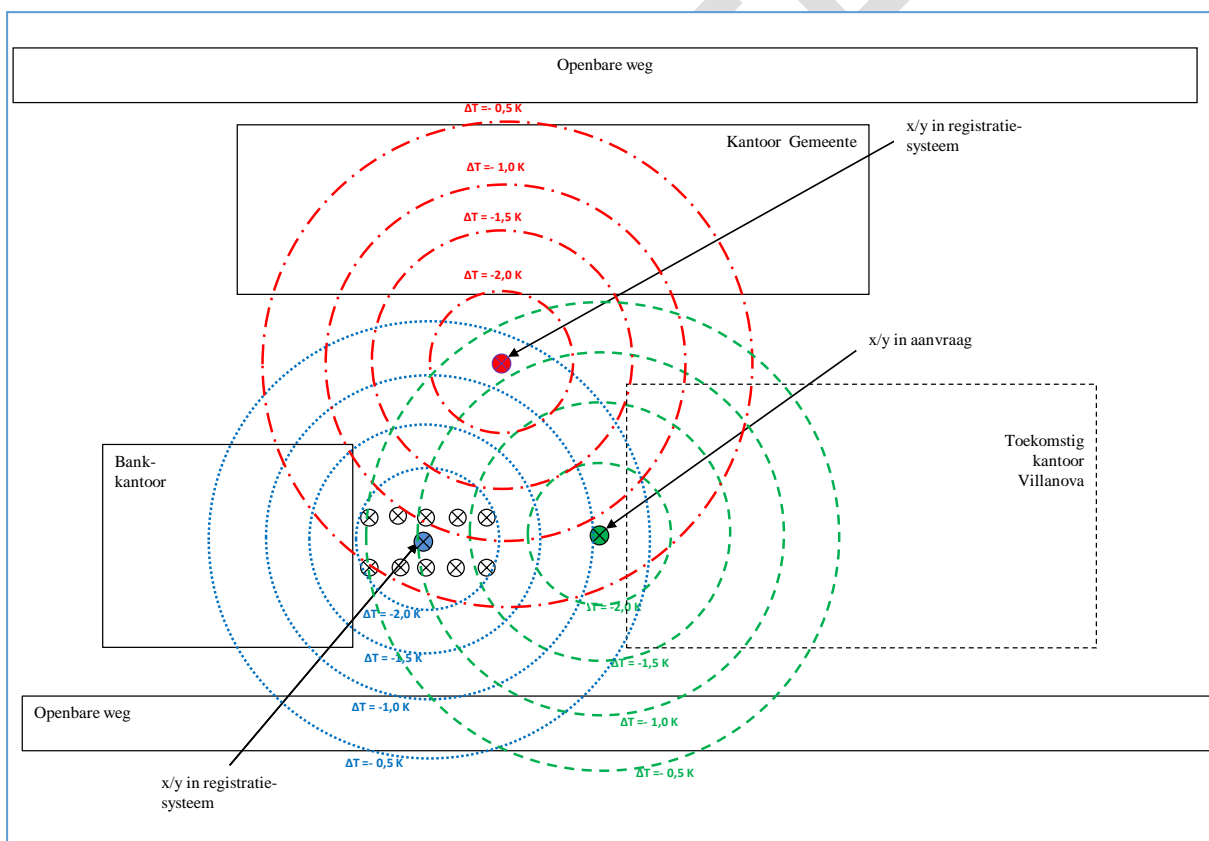 Openbare weg
ΔT =- 0,5 K
x/y in registratie-
systeem
Kantoor Gemeente
ΔT =- 1,0 K
ΔT = -1,5 K
ΔT = -2,0 K
x/y in aanvraag
Toekomstig
kantoor
Villanova
Bank-
kantoor
ΔT = -2,0 K
ΔT = -2,0 K
ΔT = -1,5 K
ΔT = -1,5 K
ΔT = -1,0 K
ΔT =- 1,0 K
Openbare weg
ΔT =- 0,5 K
ΔT =- 0,5 K
x/y in registratie-
systeem